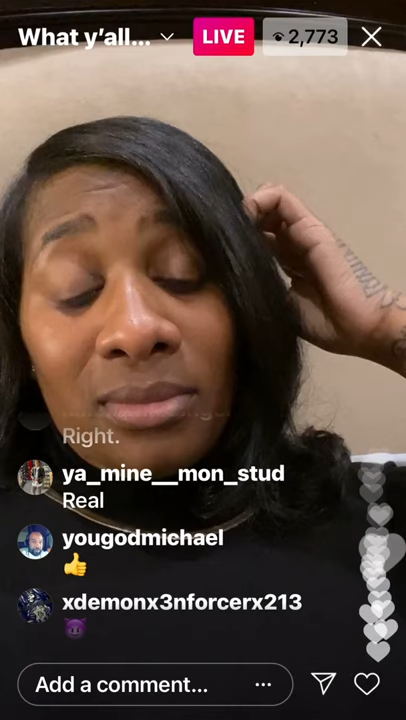 What y'all...
LIVE
2,773
Right.
ya_mine__mon_stud
Real
yougodmichael
👍
xdemonx3nforcerx213
😈
Add a comment...